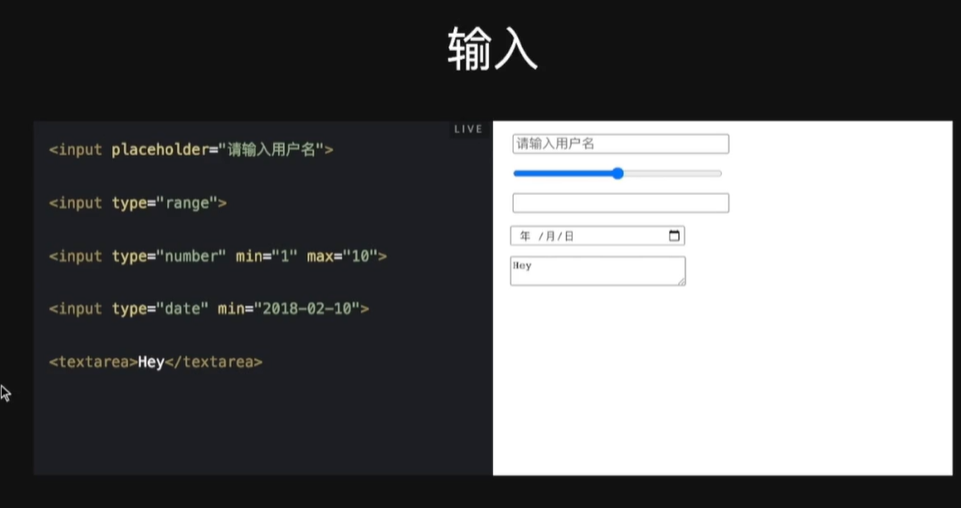 输入
LIVE
<input placeholder="请输入用户名">
<input type="range">
<input type="number" min="1" max="10">
<input type="date" min="2018-02-10">
<textarea>Hey</textarea>
请输入用户名
年 /月/日
Hey